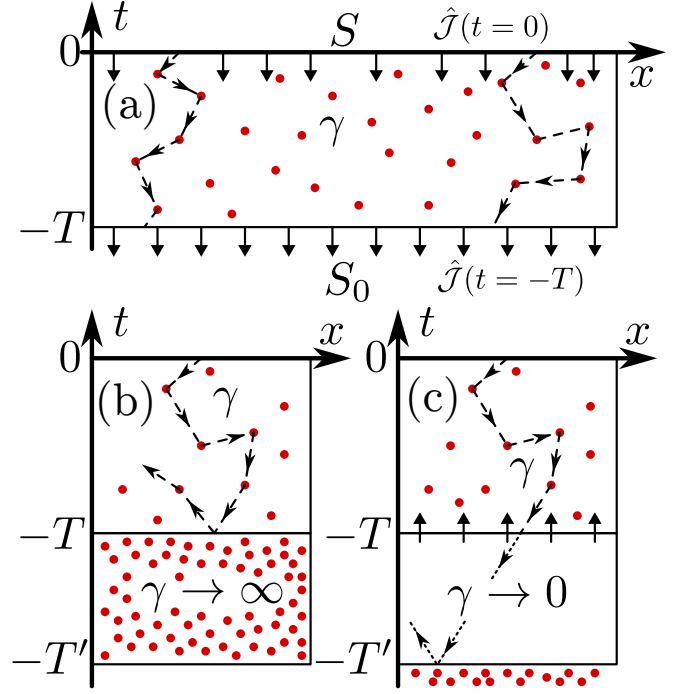 t
0 S 𝒥̂(t = 0)
x
(a) γ
−T
S₀ 𝒥̂(t = −T)
t x t x
0 0
(b) γ (c)
γ
−T −T
γ → ∞ γ → 0
−T′ −T′